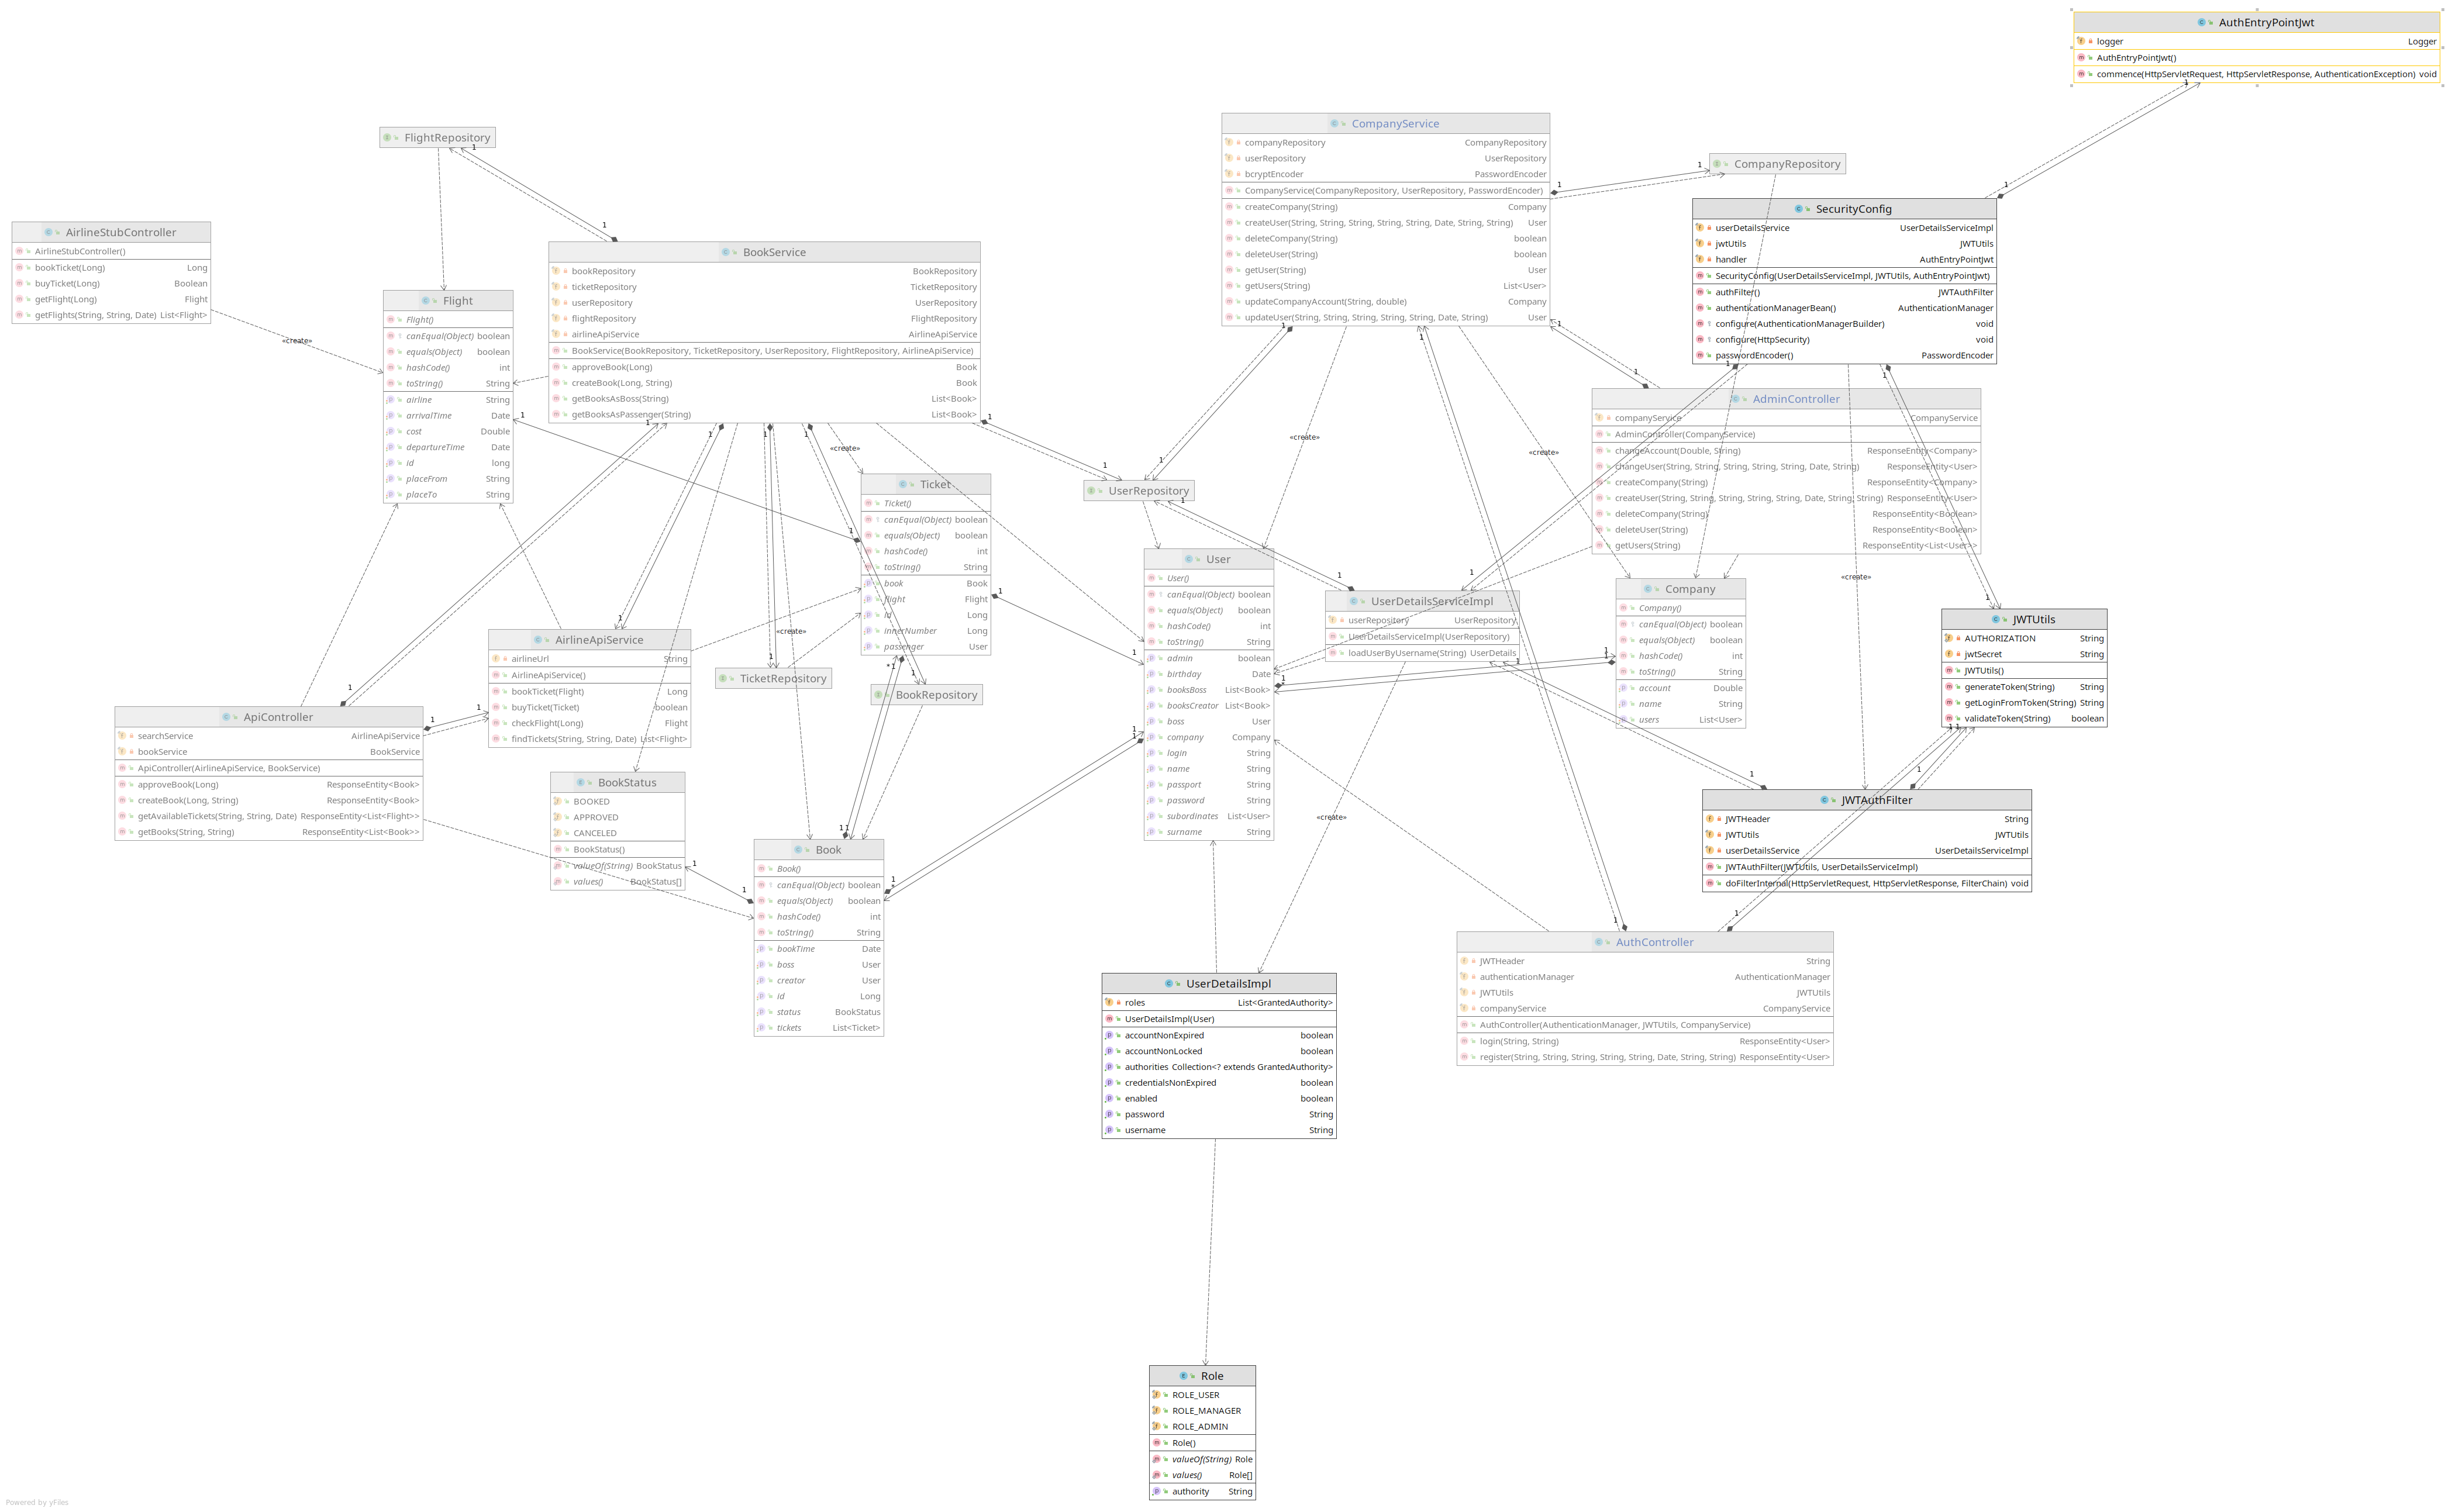 AuthEntryPointJwt
logger Logger
AuthEntryPointJwt()
commence(HttpServletRequest, HttpServletResponse, AuthenticationException) void
FlightRepository
CompanyService
companyRepository CompanyRepository
userRepository UserRepository
bcryptEncoder PasswordEncoder
CompanyService(CompanyRepository, UserRepository, PasswordEncoder)
createCompany(String) Company
createUser(String, String, String, String, String, Date, String, String) User
deleteCompany(String) boolean
deleteUser(String) boolean
getUser(String) User
getUsers(String) List<User>
updateCompanyAccount(String, double) Company
updateUser(String, String, String, String, String, Date, String) User
CompanyRepository
SecurityConfig
userDetailsService UserDetailsServiceImpl
jwtUtils JWTUtils
handler AuthEntryPointJwt
SecurityConfig(UserDetailsServiceImpl, JWTUtils, AuthEntryPointJwt)
authFilter() JWTAuthFilter
authenticationManagerBean() AuthenticationManager
configure(AuthenticationManagerBuilder) void
configure(HttpSecurity) void
passwordEncoder() PasswordEncoder
AirlineStubController
AirlineStubController()
bookTicket(Long) Long
buyTicket(Long) Boolean
getFlight(Long) Flight
getFlights(String, String, Date) List<Flight>
«create»
BookService
bookRepository BookRepository
ticketRepository TicketRepository
userRepository UserRepository
flightRepository FlightRepository
airlineApiService AirlineApiService
BookService(BookRepository, TicketRepository, UserRepository, FlightRepository, AirlineApiService)
approveBook(Long) Book
createBook(Long, String) Book
getBooksAsBoss(String) List<Book>
getBooksAsPassenger(String) List<Book>
Flight
Flight()
canEqual(Object) boolean
equals(Object) boolean
hashCode() int
toString() String
airline String
arrivalTime Date
cost Double
departureTime Date
id long
placeFrom String
placeTo String
AdminController
companyService CompanyService
AdminController(CompanyService)
changeAccount(Double, String) ResponseEntity<Company>
changeUser(String, String, String, String, String, Date, String) ResponseEntity<User>
createCompany(String) ResponseEntity<Company>
createUser(String, String, String, String, String, Date, String, String) ResponseEntity<User>
deleteCompany(String) ResponseEntity<Boolean>
deleteUser(String) ResponseEntity<Boolean>
getUsers(String) ResponseEntity<List<User>>
«create»
«create»
«create»
Ticket
Ticket()
canEqual(Object) boolean
equals(Object) boolean
hashCode() int
toString() String
book Book
flight Flight
id Long
innerNumber Long
passenger User
UserRepository
User
User()
canEqual(Object) boolean
equals(Object) boolean
hashCode() int
toString() String
admin boolean
birthday Date
booksBoss List<Book>
booksCreator List<Book>
boss User
company Company
login String
name String
passport String
password String
subordinates List<User>
surname String
UserDetailsServiceImpl
userRepository UserRepository
UserDetailsServiceImpl(UserRepository)
loadUserByUsername(String) UserDetails
Company
Company()
canEqual(Object) boolean
equals(Object) boolean
hashCode() int
toString() String
account Double
name String
users List<User>
«create»
JWTUtils
AUTHORIZATION String
jwtSecret String
JWTUtils()
generateToken(String) String
getLoginFromToken(String) String
validateToken(String) boolean
AirlineApiService
airlineUrl String
AirlineApiService()
bookTicket(Flight) Long
buyTicket(Ticket) boolean
checkFlight(Long) Flight
findTickets(String, String, Date) List<Flight>
«create»
TicketRepository
BookRepository
ApiController
searchService AirlineApiService
bookService BookService
ApiController(AirlineApiService, BookService)
approveBook(Long) ResponseEntity<Book>
createBook(Long, String) ResponseEntity<Book>
getAvailableTickets(String, String, Date) ResponseEntity<List<Flight>>
getBooks(String, String) ResponseEntity<List<Book>>
BookStatus
BOOKED
APPROVED
CANCELED
BookStatus()
valueOf(String) BookStatus
values() BookStatus[]
Book
Book()
canEqual(Object) boolean
equals(Object) boolean
hashCode() int
toString() String
bookTime Date
boss User
creator User
id Long
status BookStatus
tickets List<Ticket>
JWTAuthFilter
JWTHeader String
JWTUtils JWTUtils
userDetailsService UserDetailsServiceImpl
JWTAuthFilter(JWTUtils, UserDetailsServiceImpl)
doFilterInternal(HttpServletRequest, HttpServletResponse, FilterChain) void
«create»
AuthController
JWTHeader String
authenticationManager AuthenticationManager
JWTUtils JWTUtils
companyService CompanyService
AuthController(AuthenticationManager, JWTUtils, CompanyService)
login(String, String) ResponseEntity<User>
register(String, String, String, String, String, Date, String, String) ResponseEntity<User>
UserDetailsImpl
roles List<GrantedAuthority>
UserDetailsImpl(User)
accountNonExpired boolean
accountNonLocked boolean
authorities Collection<? extends GrantedAuthority>
credentialsNonExpired boolean
enabled boolean
password String
username String
Role
ROLE_USER
ROLE_MANAGER
ROLE_ADMIN
Role()
valueOf(String) Role
values() Role[]
authority String
Powered by yFiles